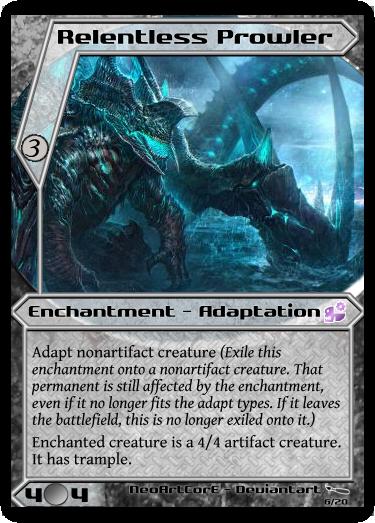 Relentless Prowler
3
Enchantment - Adaptation
Adapt nonartifact creature (Exile this
enchantment onto a nonartifact creature. That
permanent is still affected by the enchantment,
even if it no longer fits the adapt types. If it leaves
the battlefield, this is no longer exiled onto it.)
Enchanted creature is a 4/4 artifact creature.
It has trample.
4 4
NeoArtCorE - Deviantart
6/20